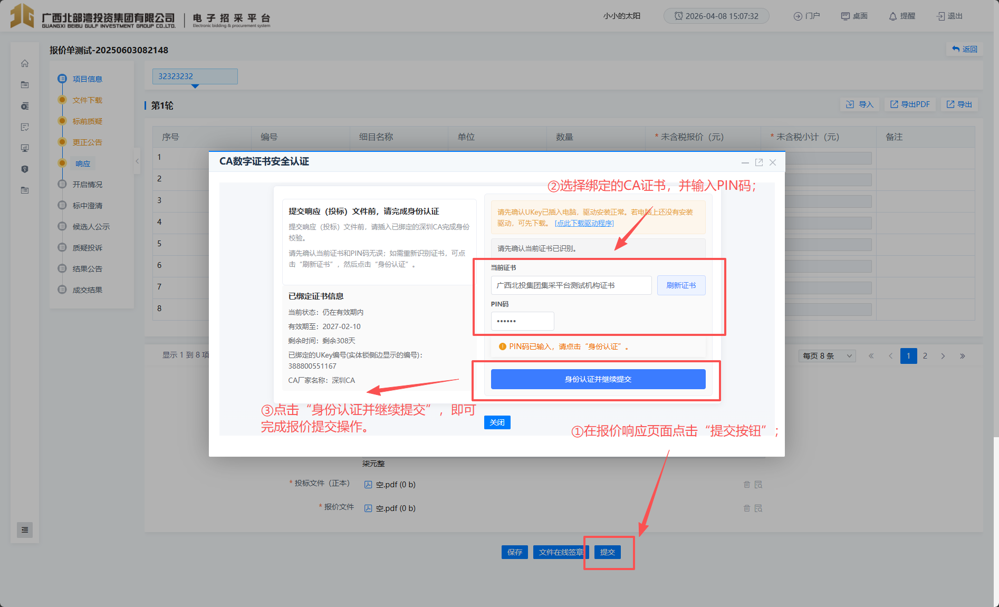 广西北部湾投资集团有限公司
GUANGXI BEIBU GULF INVESTMENT GROUP CO.,LTD.
电子招采平台
Electronic bidding & procurement system
小小的太阳
2026-04-08 15:07:32
门户
桌面
提醒
退出
报价单测试-20250603082148
返回
项目信息
文件下载
标前质疑
更正公告
响应
开启情况
标中澄清
候选人公示
质疑投诉
结果公告
成交结果
32323232
第1轮
导入
导出PDF
导出
序号 编号 细目名称 单位 数量 * 未含税报价（元） * 未含税小计（元） 备注
1
2
3
4
5
6
7
8
显示 1 到 8 项
每页 8 条
1
2
CA数字证书安全认证
②选择绑定的CA证书，并输入PIN码；
提交响应（投标）文件前，请完成身份认证
提交响应（投标）文件前，请插入已绑定的深圳CA完成身份
校验。
请先确认当前证书和PIN码无误；如需重新识别证书，可点
击“刷新证书”，然后点击“身份认证”。
已绑定证书信息
当前状态：仍在有效期内
有效期至：2027-02-10
剩余时间：剩余308天
已绑定的UKey编号(实体锁侧边显示的编号)：
388800551167
CA厂家名称：深圳CA
请先确认UKey已插入电脑，驱动安装正常。若电脑上还没有安装
驱动，可先下载。 [点此下载驱动程序]
请先确认当前证书已识别。
当前证书
广西北投集团集采平台测试机构证书
刷新证书
PIN码
••••••
PIN码已输入，请点击“身份认证”。
身份认证并继续提交
③点击“身份认证并继续提交”，即可
完成报价提交操作。
关闭
①在报价响应页面点击“提交按钮”；
柒元整
* 投标文件（正本）
空.pdf (0 b)
* 报价文件
空.pdf (0 b)
保存
文件在线签章
提交